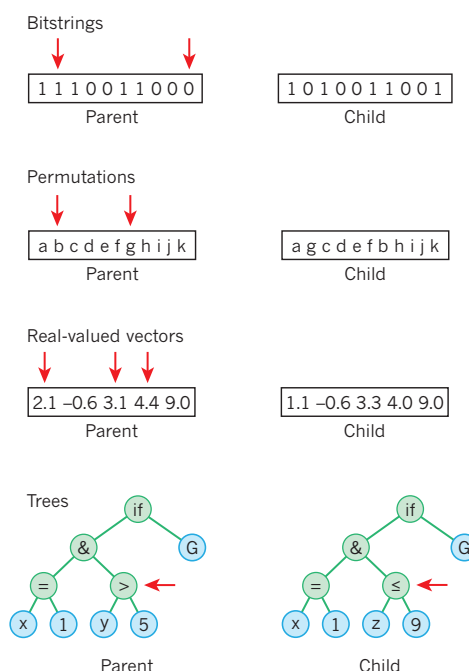 Bitstrings
1 1 1 0 0 1 1 0 0 0 1 0 1 0 0 1 1 0 0 1
Parent Child
Permutations
a b c d e f g h i j k a g c d e f b h i j k
Parent Child
Real-valued vectors
2.1 –0.6 3.1 4.4 9.0 1.1 –0.6 3.3 4.0 9.0
Parent Child
Trees if if
& G & G
= > = ≤
x 1 y 5 x 1 z 9
Parent Child